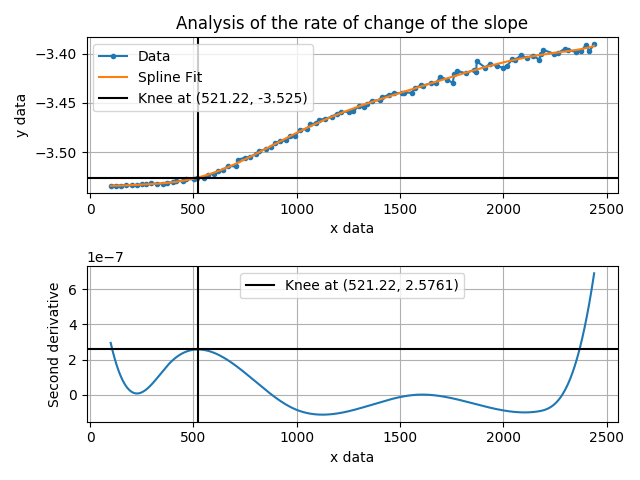 Analysis of the rate of change of the slope
Data
Spline Fit
Knee at (521.22, -3.525)
y data
−3.40
−3.45
−3.50
0 500 1000 1500 2000 2500
x data
1e−7
Knee at (521.22, 2.5761)
Second derivative
6
4
2
0
0 500 1000 1500 2000 2500
x data